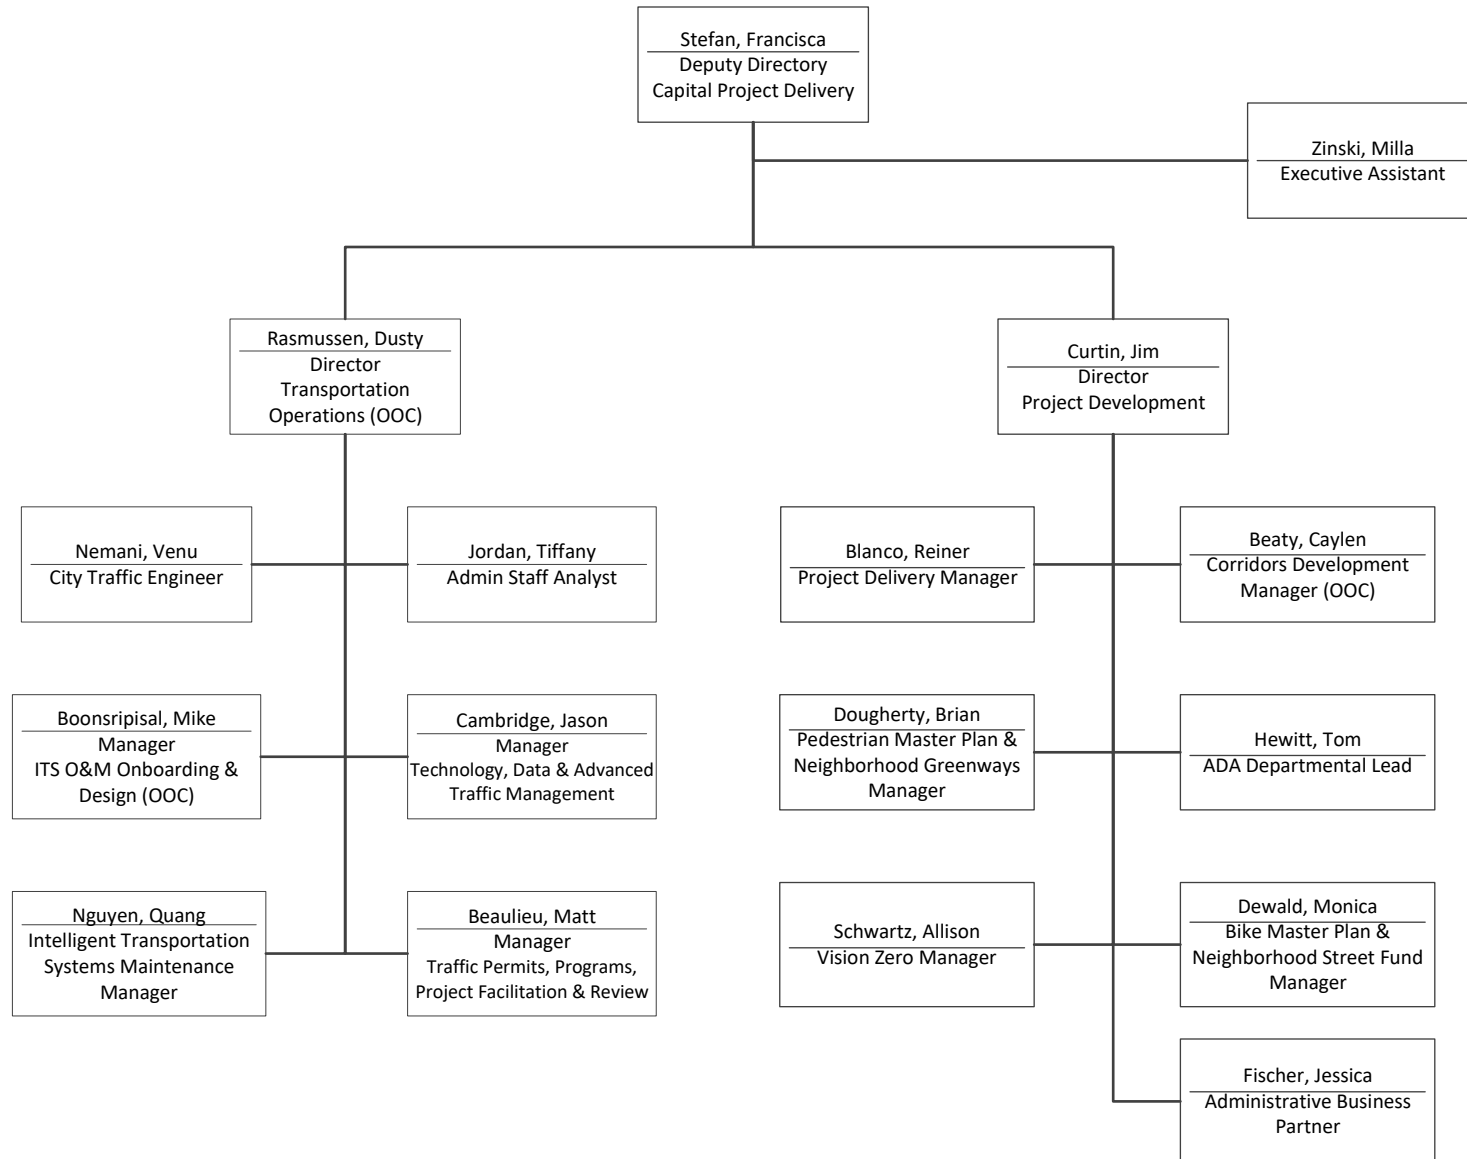 Stefan, Francisca
Deputy Directory
Capital Project Delivery
Zinski, Milla
Executive Assistant
Rasmussen, Dusty
Director
Transportation
Operations (OOC)
Curtin, Jim
Director
Project Development
Nemani, Venu
City Traffic Engineer
Jordan, Tiffany
Admin Staff Analyst
Blanco, Reiner
Project Delivery Manager
Beaty, Caylen
Corridors Development
Manager (OOC)
Boonsripisal, Mike
Manager
ITS O&M Onboarding &
Design (OOC)
Cambridge, Jason
Manager
Technology, Data & Advanced
Traffic Management
Dougherty, Brian
Pedestrian Master Plan &
Neighborhood Greenways
Manager
Hewitt, Tom
ADA Departmental Lead
Nguyen, Quang
Intelligent Transportation
Systems Maintenance
Manager
Beaulieu, Matt
Manager
Traffic Permits, Programs,
Project Facilitation & Review
Schwartz, Allison
Vision Zero Manager
Dewald, Monica
Bike Master Plan &
Neighborhood Street Fund
Manager
Fischer, Jessica
Administrative Business
Partner